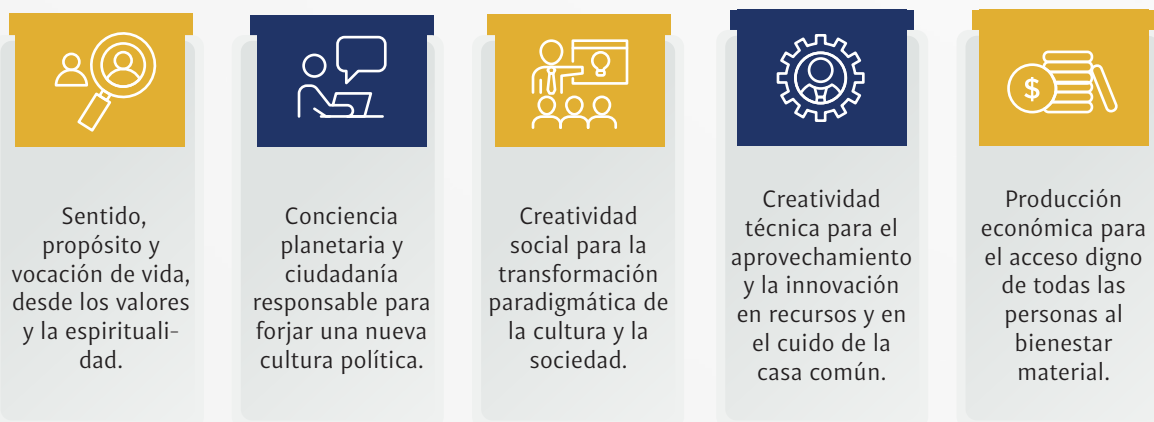 Sentido,
propósito y
vocación de vida,
desde los valores
y la espirituali-
dad.
Conciencia
planetaria y
ciudadanía
responsable para
forjar una nueva
cultura política.
Creatividad
social para la
transformación
paradigmática de
la cultura y la
sociedad.
Creatividad
técnica para el
aprovechamiento
y la innovación
en recursos y en
el cuido de la
casa común.
Producción
económica para
el acceso digno
de todas las
personas al
bienestar
material.
$